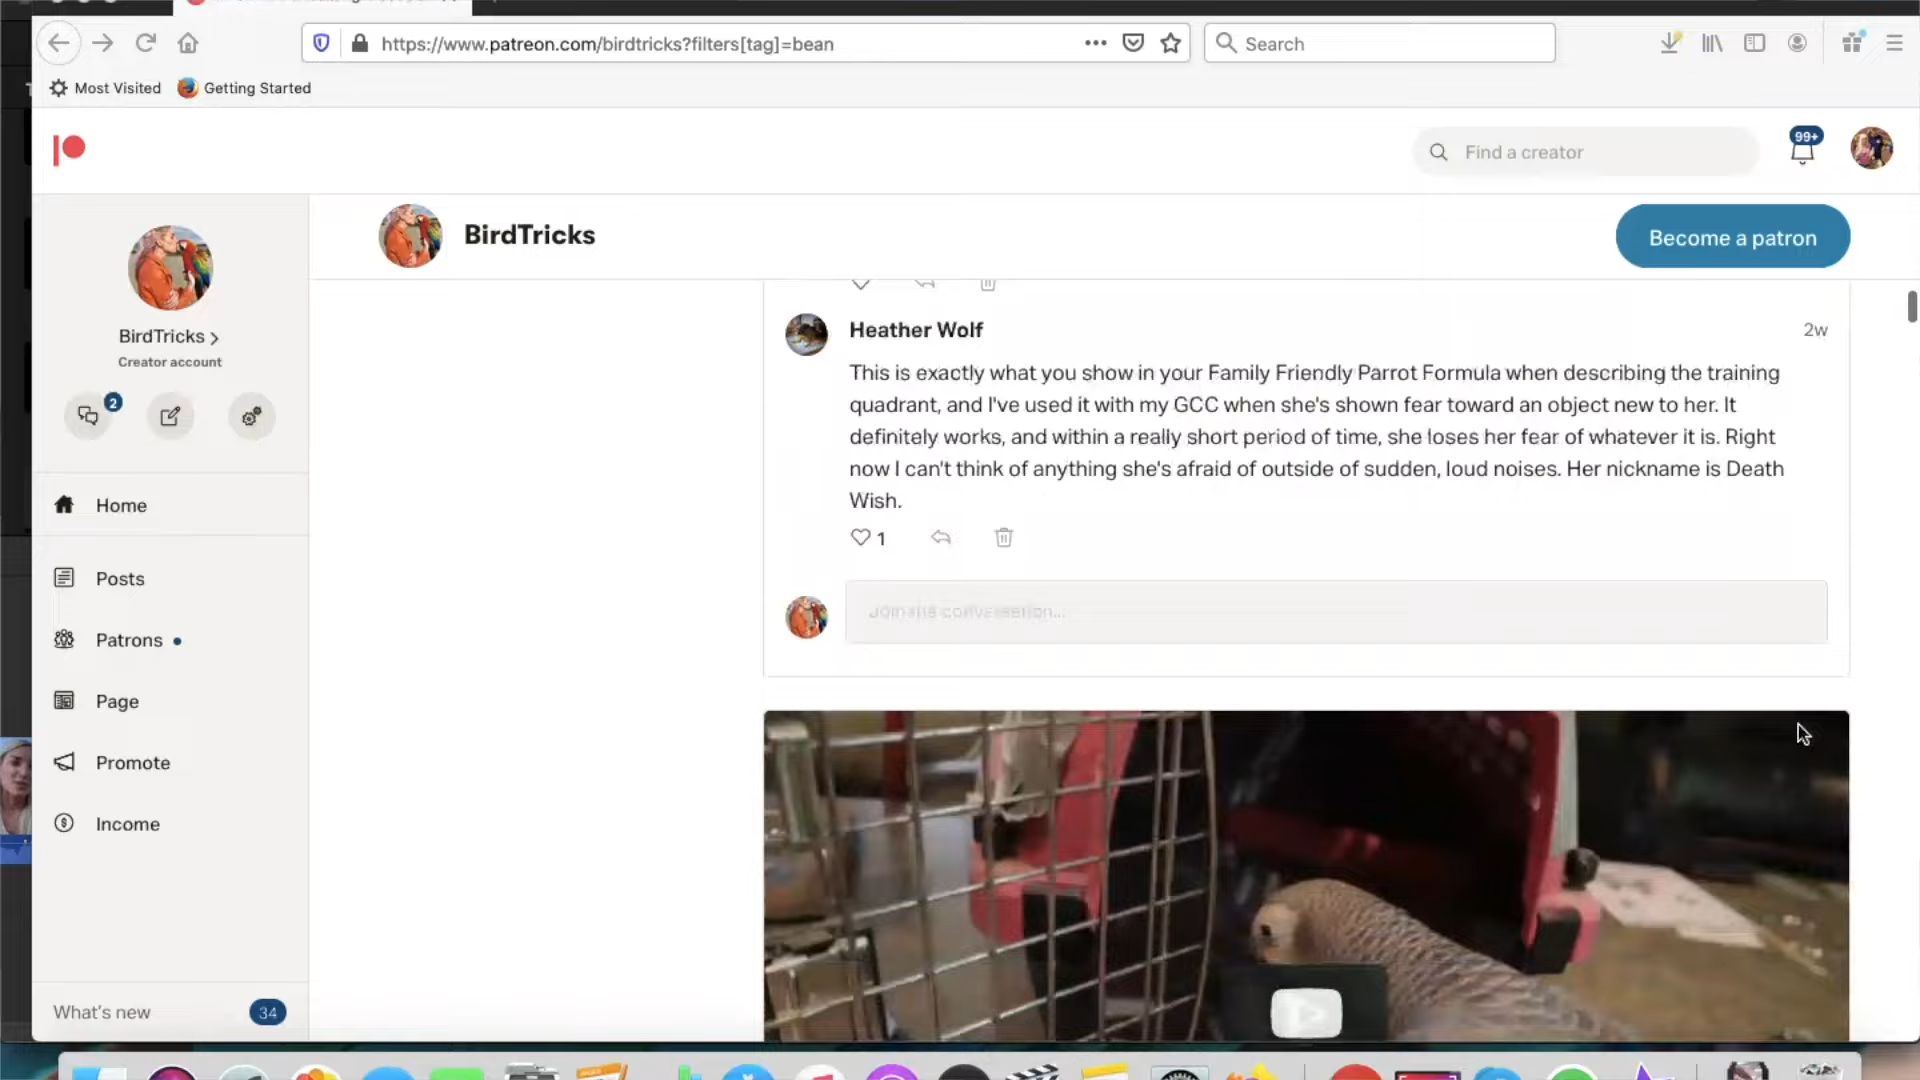 https://www.patreon.com/birdtricks?filters[tag]=bean
Search
Most Visited
Getting Started
Find a creator
99+
BirdTricks
Become a patron
BirdTricks
Creator account
2
Home
Posts
Patrons
Page
Promote
Income
What's new
34
Heather Wolf
2w
This is exactly what you show in your Family Friendly Parrot Formula when describing the training
quadrant, and I've used it with my GCC when she's shown fear toward an object new to her. It
definitely works, and within a really short period of time, she loses her fear of whatever it is. Right
now I can't think of anything she's afraid of outside of sudden, loud noises. Her nickname is Death
Wish.
1
Join the conversation...